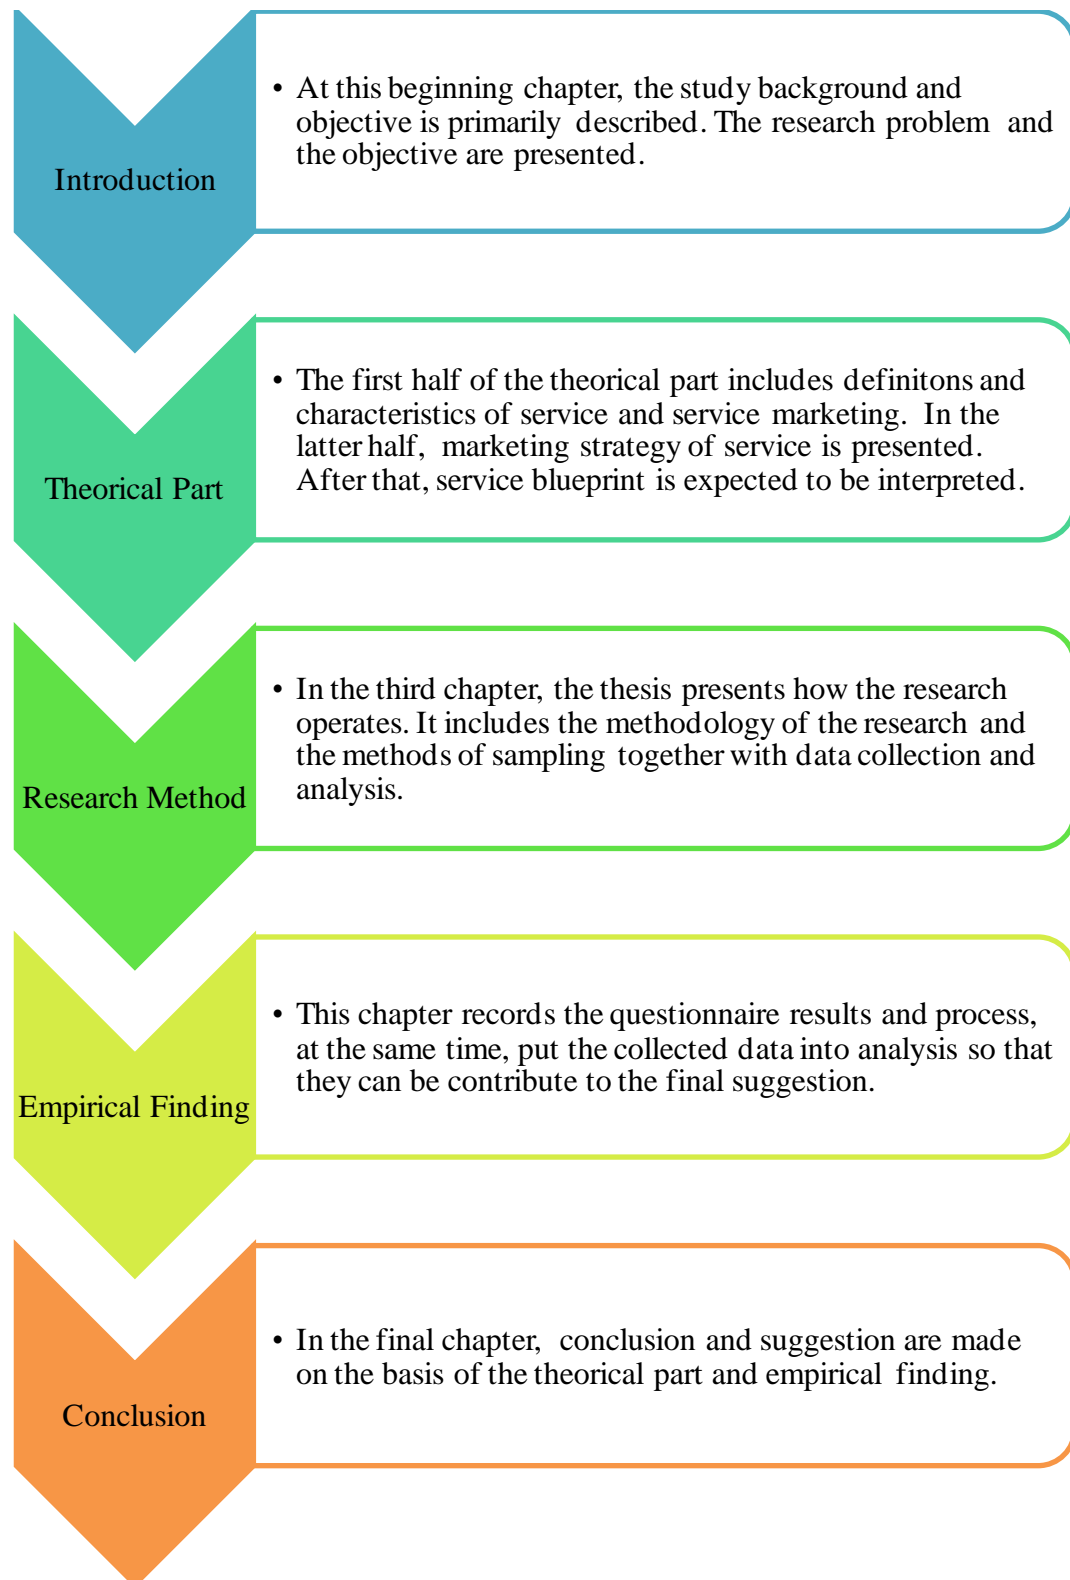 Introduction
• At this beginning chapter, the study background and
objective is primarily described. The research problem and
the objective are presented.
Theorical Part
• The first half of the theorical part includes definitons and
characteristics of service and service marketing. In the
latter half, marketing strategy of service is presented.
After that, service blueprint is expected to be interpreted.
Research Method
• In the third chapter, the thesis presents how the research
operates. It includes the methodology of the research and
the methods of sampling together with data collection and
analysis.
Empirical Finding
• This chapter records the questionnaire results and process,
at the same time, put the collected data into analysis so that
they can be contribute to the final suggestion.
Conclusion
• In the final chapter, conclusion and suggestion are made
on the basis of the theorical part and empirical finding.